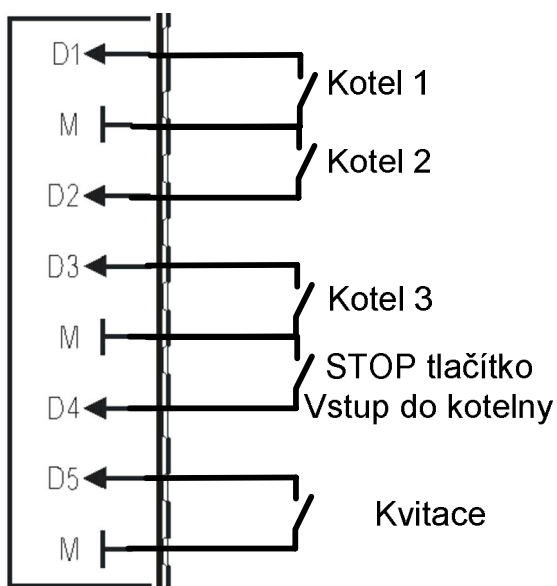 D1
Kotel 1
M
Kotel 2
D2
D3
Kotel 3
M
STOP tlačítko
Vstup do kotelny
D4
D5
Kvitace
M